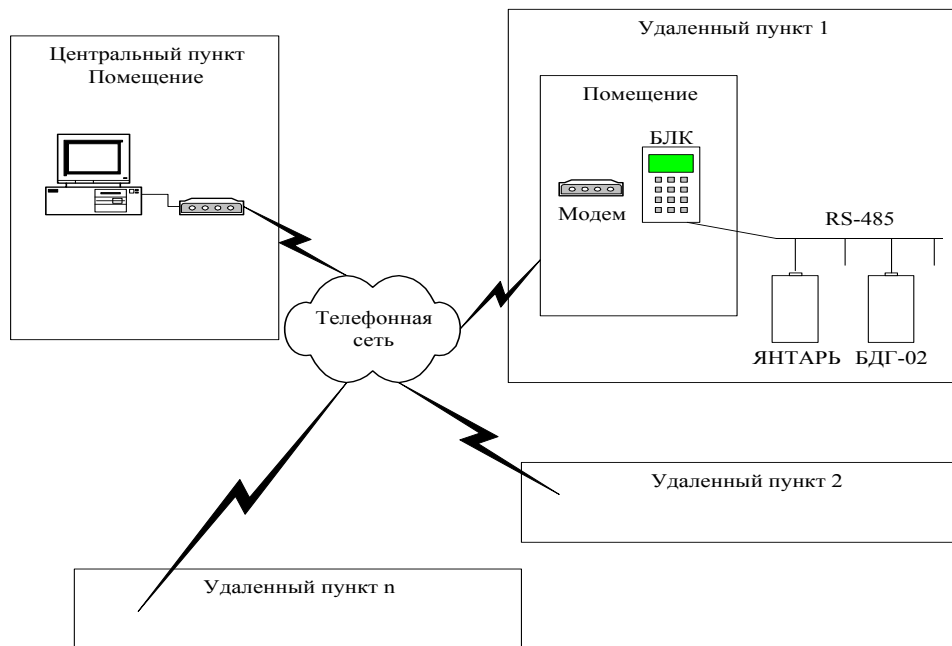 Центральный пункт
Помещение
Удаленный пункт 1
Помещение
БЛК
Модем
RS-485
ЯНТАРЬ
БДГ-02
Телефонная
сеть
Удаленный пункт 2
Удаленный пункт n